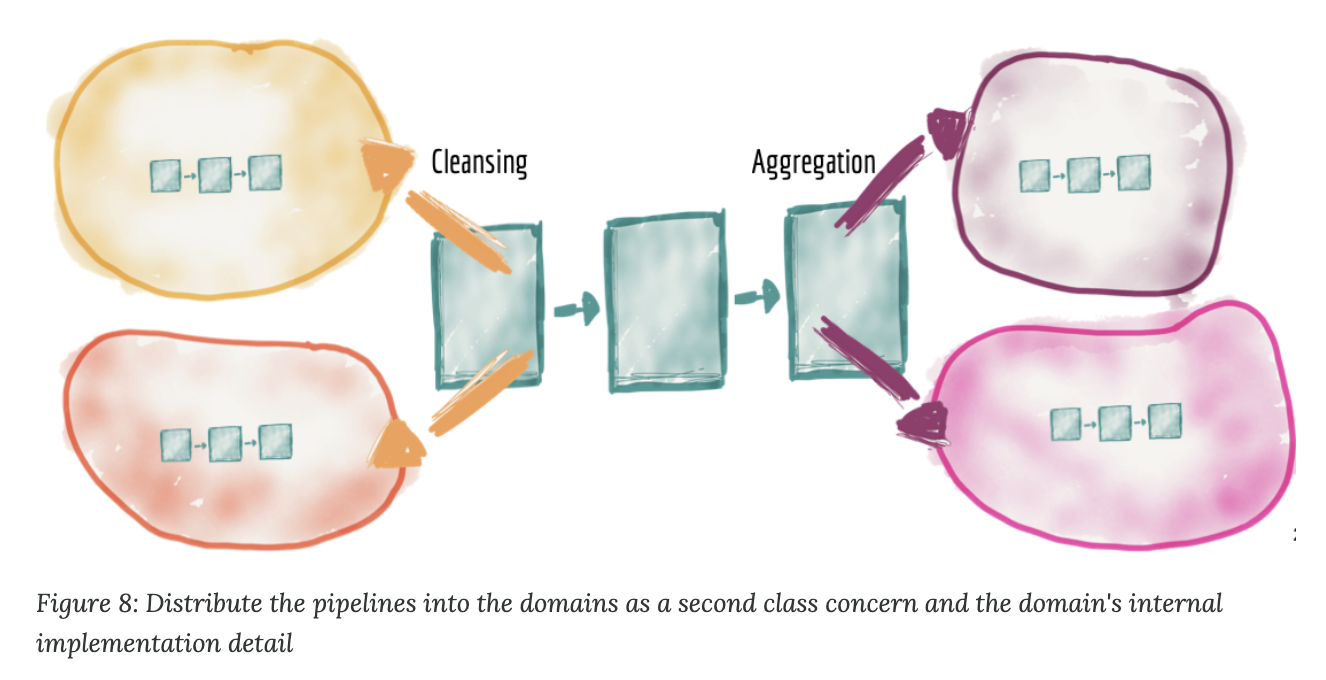 Cleansing
Aggregation
Figure 8: Distribute the pipelines into the domains as a second class concern and the domain's internal
implementation detail